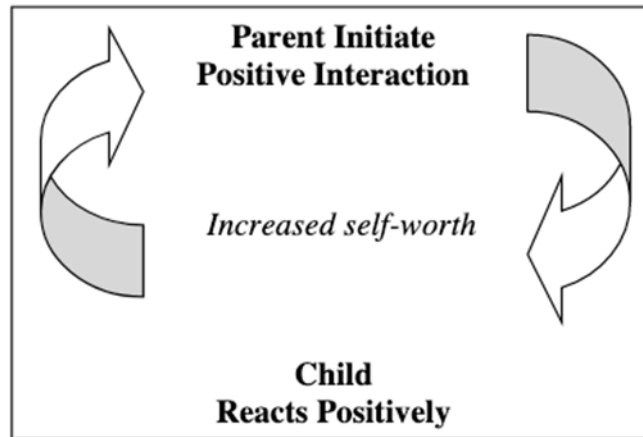 Parent Initiate
Positive Interaction
Increased self-worth
Child
Reacts Positively